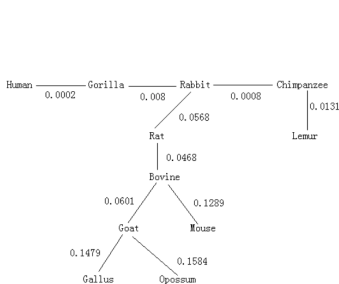 Human Gorilla Rabbit Chimpanzee
0.0002 0.008 0.0008
0.0131
0.0568
Rat Lemur
0.0468
Bovine
0.0601 0.1289
Goat Mouse
0.1479 0.1584
Gallus Opossum